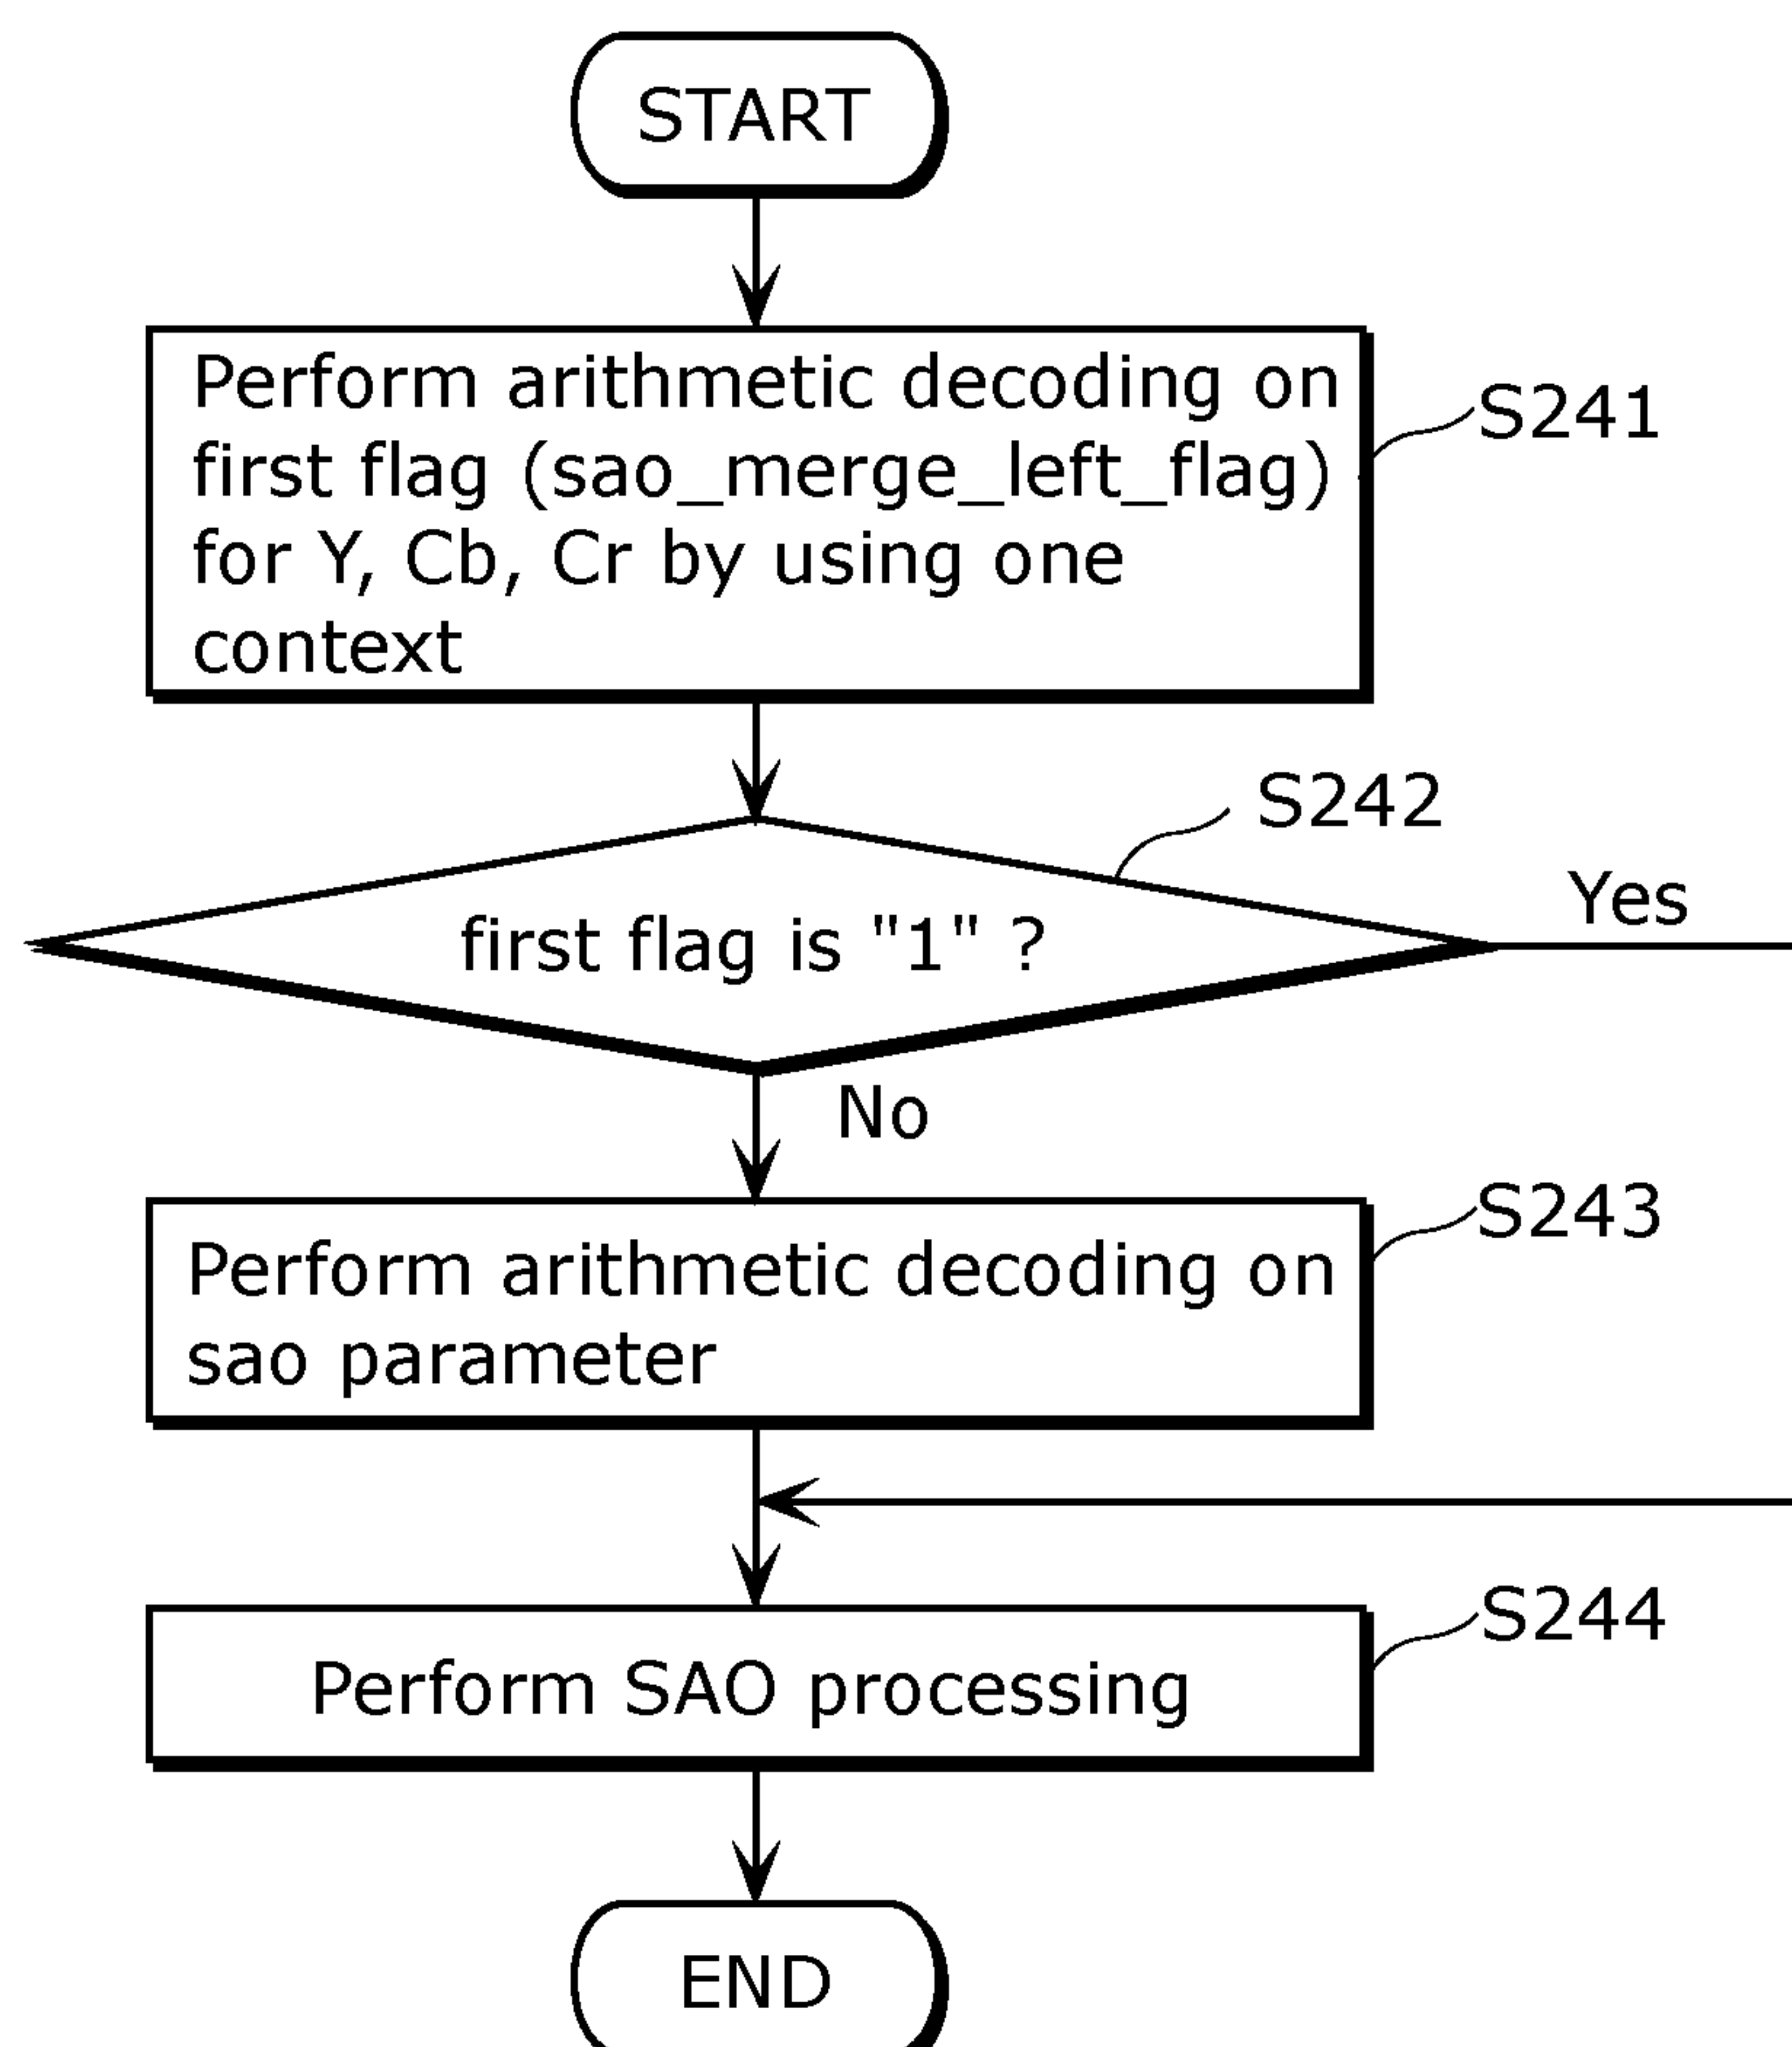 START
Perform arithmetic decoding on
first flag (sao_merge_left_flag)
for Y, Cb, Cr by using one
context
S241
S242
first flag is "1" ?
Yes
No
S243
Perform arithmetic decoding on
sao parameter
S244
Perform SAO processing
END